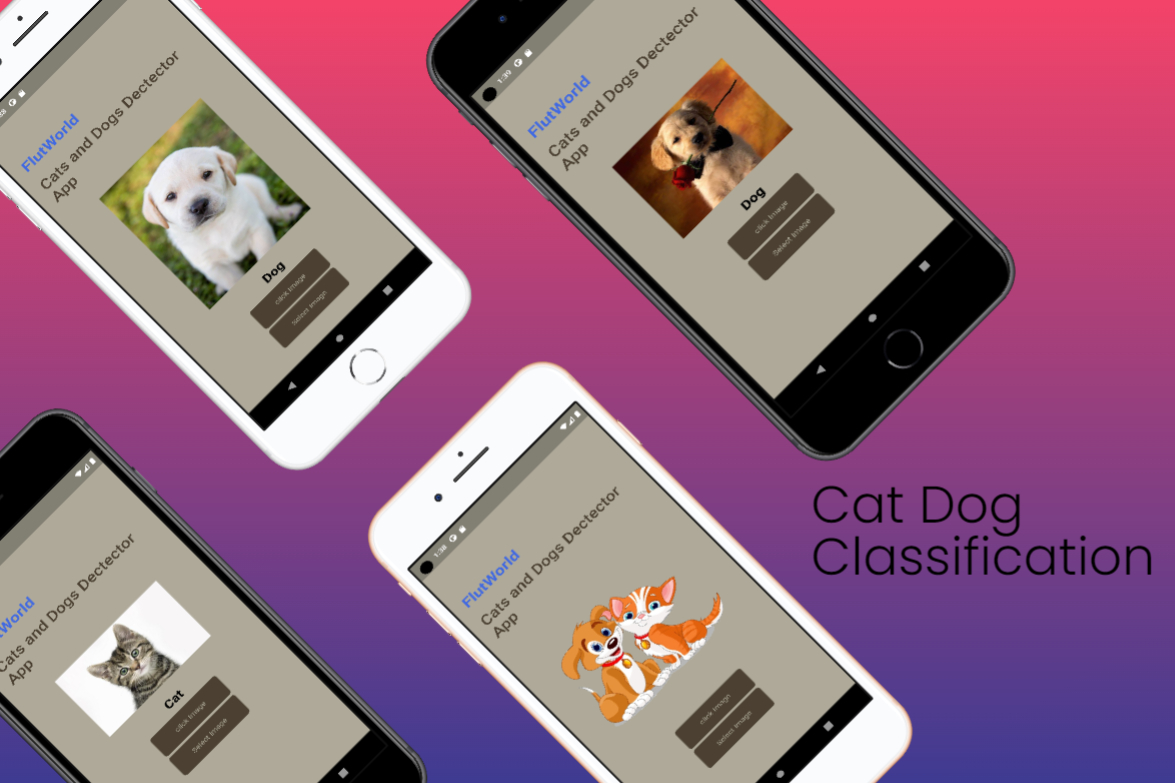 FlutWorld
Cats and Dogs Dectector
App
Dog
click Image
select Image
1:39
FlutWorld
Cats and Dogs Dectector
App
Dog
click Image
Select Image
Cat Dog
Classification
tWorld
Cats and Dogs Dectector
App
Cat
click Image
Select Image
1:38
FlutWorld
Cats and Dogs Dectector
App
click Image
select Image